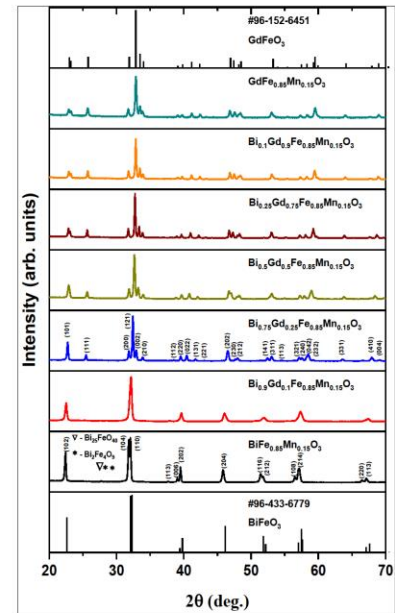 #96-152-6451
GdFeO₃
GdFe₀.₈₅Mn₀.₁₅O₃
Bi₀.₁Gd₀.₉Fe₀.₈₅Mn₀.₁₅O₃
Bi₀.₂₅Gd₀.₇₅Fe₀.₈₅Mn₀.₁₅O₃
Bi₀.₅Gd₀.₅Fe₀.₈₅Mn₀.₁₅O₃
Bi₀.₇₅Gd₀.₂₅Fe₀.₈₅Mn₀.₁₅O₃
(101) (111) (200) (121) (002) (210) (112) (220) (022) (131) (221) (202) (230) (212) (141) (311) (113) (321) (240) (042) (232) (331) (410) (004)
Bi₀.₉Gd₀.₁Fe₀.₈₅Mn₀.₁₅O₃
BiFe₀.₈₅Mn₀.₁₅O₃
∇ - Bi₂₅FeO₄₀
* - Bi₂Fe₄O₉
∇**
(102) (104) (110) (113) (006) (202) (204) (116) (212) (108) (214) (220) (113)
#96-433-6779
BiFeO₃
Intensity (arb. units)
20 30 40 50 60 70
2θ (deg.)